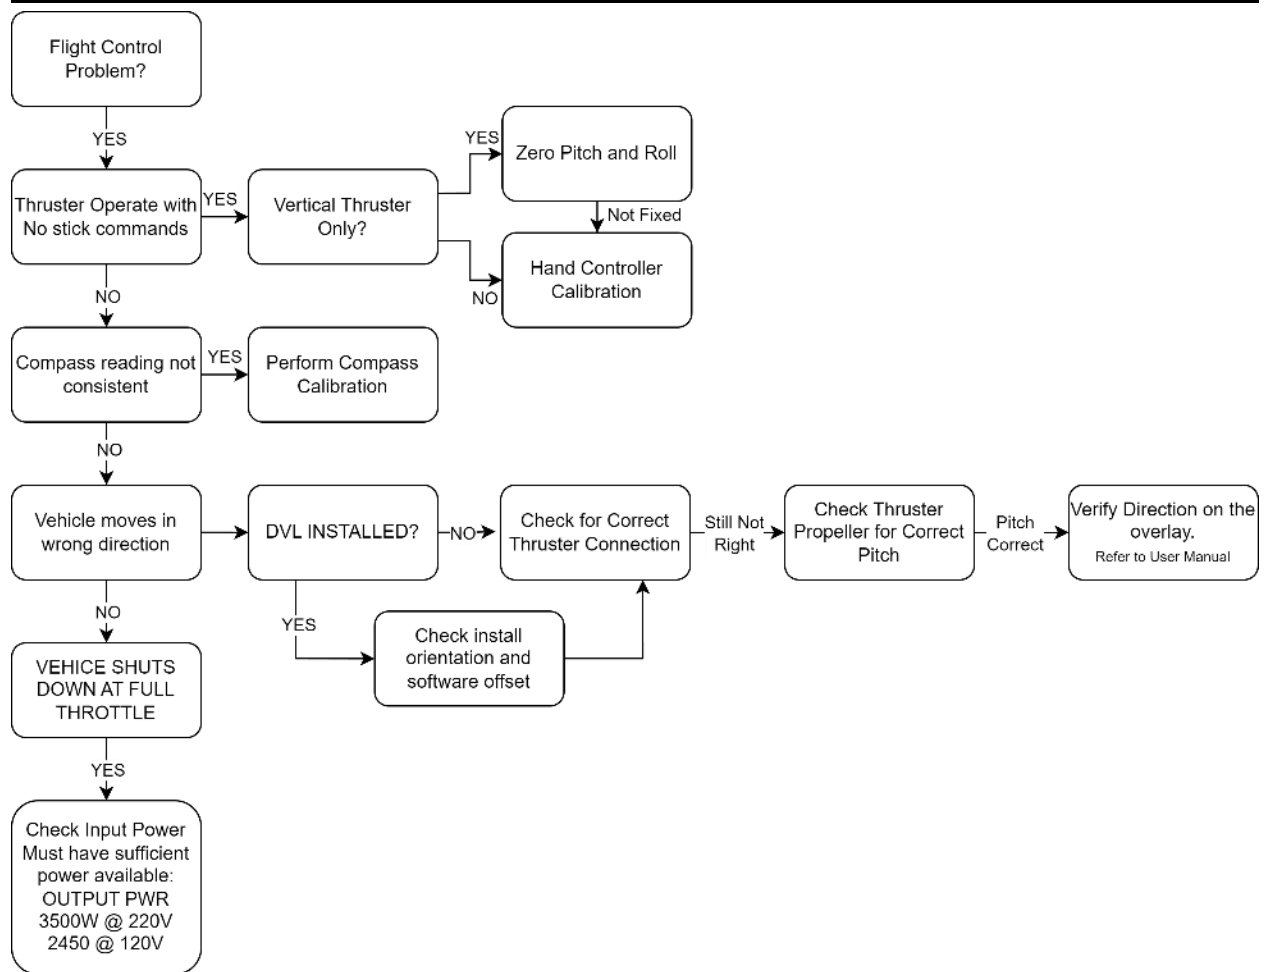 Flight Control
Problem?
YES
Thruster Operate with
No stick commands
YES
Vertical Thruster
Only?
YES
Zero Pitch and Roll
Not Fixed
NO
Hand Controller
Calibration
NO
Compass reading not
consistent
YES
Perform Compass
Calibration
NO
Vehicle moves in
wrong direction
DVL INSTALLED?
NO
Check for Correct
Thruster Connection
Still Not
Right
Check Thruster
Propeller for Correct
Pitch
Pitch
Correct
Verify Direction on the
overlay.
Refer to User Manual
YES
Check install
orientation and
software offset
NO
VEHICE SHUTS
DOWN AT FULL
THROTTLE
YES
Check Input Power
Must have sufficient
power available:
OUTPUT PWR
3500W @ 220V
2450 @ 120V